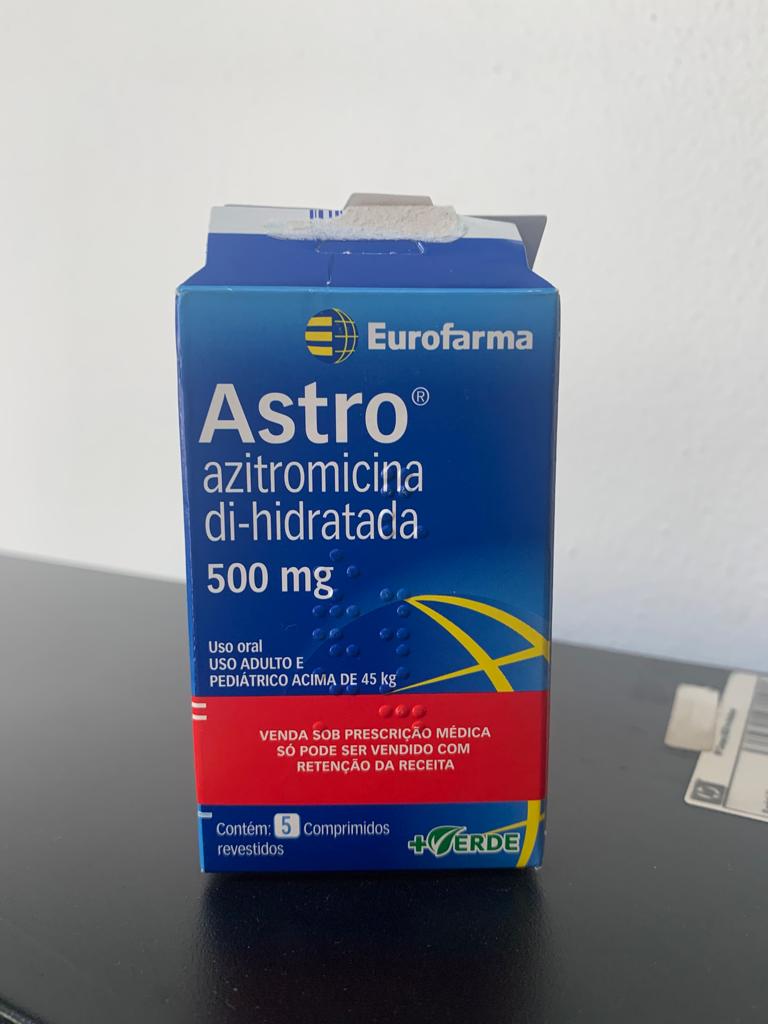 Eurofarma
Astro®
azitromicina
di-hidratada
500 mg
Uso oral
USO ADULTO E
PEDIÁTRICO ACIMA DE 45 kg
VENDA SOB PRESCRIÇÃO MÉDICA
SÓ PODE SER VENDIDO COM
RETENÇÃO DA RECEITA
Contém: 5 Comprimidos
revestidos
+VERDE